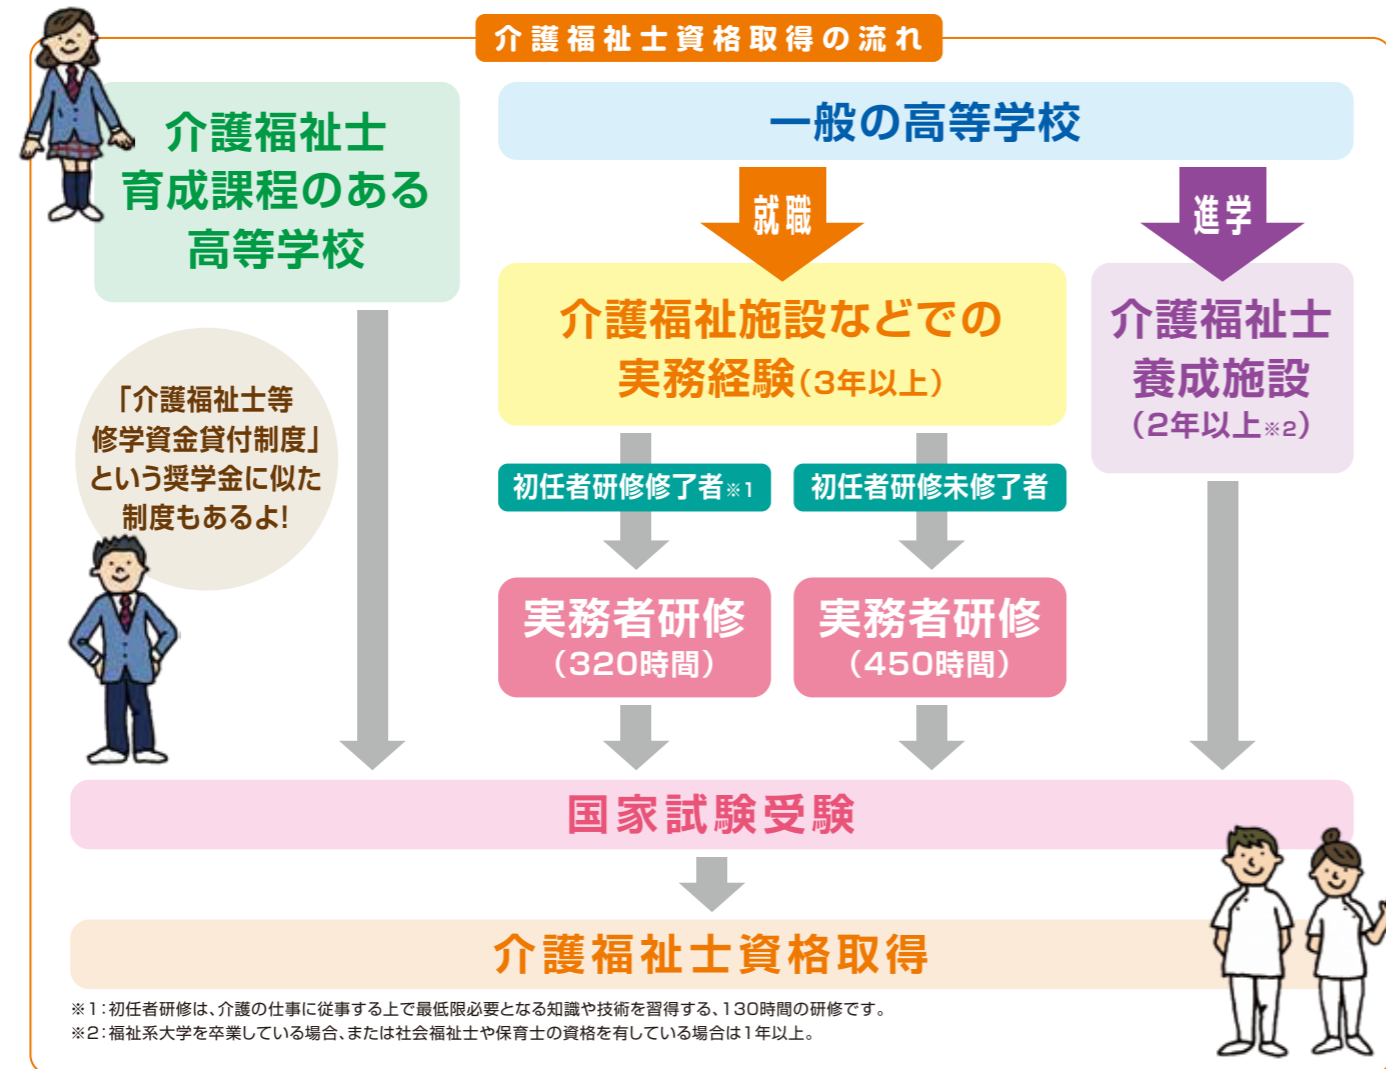 介護福祉士資格取得の流れ
介護福祉士
育成課程のある
高等学校
一般の高等学校
就職
進学
介護福祉施設などでの
実務経験(3年以上)
介護福祉士
養成施設
(2年以上※2)
「介護福祉士等
修学資金貸付制度」
という奨学金に似た
制度もあるよ!
初任者研修修了者※1
初任者研修未修了者
実務者研修
(320時間)
実務者研修
(450時間)
国家試験受験
介護福祉士資格取得
※1:初任者研修は、介護の仕事に従事する上で最低限必要となる知識や技術を習得する、130時間の研修です。
※2:福祉系大学を卒業している場合、または社会福祉士や保育士の資格を有している場合は1年以上。